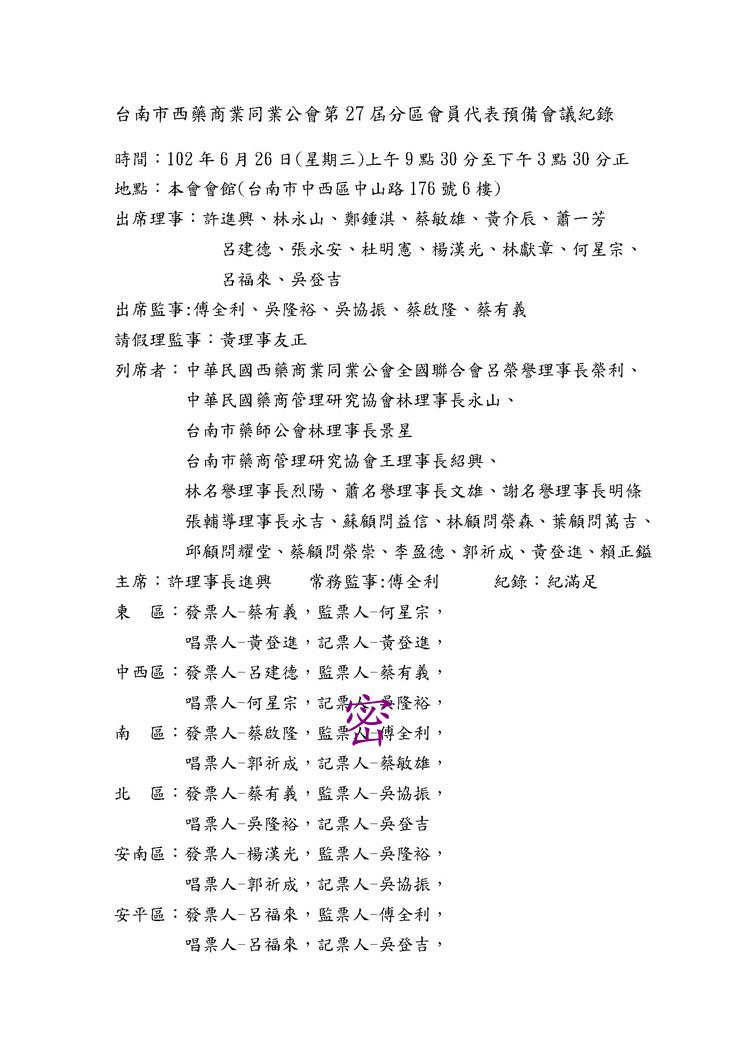 台南市西藥商業同業公會第27屆分區會員代表預備會議紀錄
時間：102年6月26日(星期三)上午9點30分至下午3點30分正
地點：本會會館(台南市中西區中山路176號6樓)
出席理事：許進興、林永山、鄭鍾淇、蔡敏雄、黃介辰、蕭一芳
呂建德、張永安、杜明憲、楊漢光、林獻章、何星宗、
呂福來、吳登吉
出席監事:傅全利、吳隆裕、吳協振、蔡啟隆、蔡有義
請假理監事：黃理事友正
列席者：中華民國西藥商業同業公會全國聯合會呂榮譽理事長榮利、
中華民國藥商管理研究協會林理事長永山、
台南市藥師公會林理事長景星
台南市藥商管理研究協會王理事長紹興、
林名譽理事長烈陽、蕭名譽理事長文雄、謝名譽理事長明條
張輔導理事長永吉、蘇顧問益信、林顧問榮森、葉顧問萬吉、
邱顧問耀堂、蔡顧問榮崇、李盈德、郭祈成、黃登進、賴正鎰
主席：許理事長進興　　常務監事:傅全利　　　紀錄：紀滿足
東　區：發票人-蔡有義，監票人-何星宗，
唱票人-黃登進，記票人-黃登進，
中西區：發票人-呂建德，監票人-蔡有義，
唱票人-何星宗，記票人-吳隆裕，
密
南　區：發票人-蔡啟隆，監票人-傅全利，
唱票人-郭祈成，記票人-蔡敏雄，
北　區：發票人-蔡有義，監票人-吳協振，
唱票人-吳隆裕，記票人-吳登吉
安南區：發票人-楊漢光，監票人-吳隆裕，
唱票人-郭祈成，記票人-吳協振，
安平區：發票人-呂福來，監票人-傅全利，
唱票人-呂福來，記票人-吳登吉，